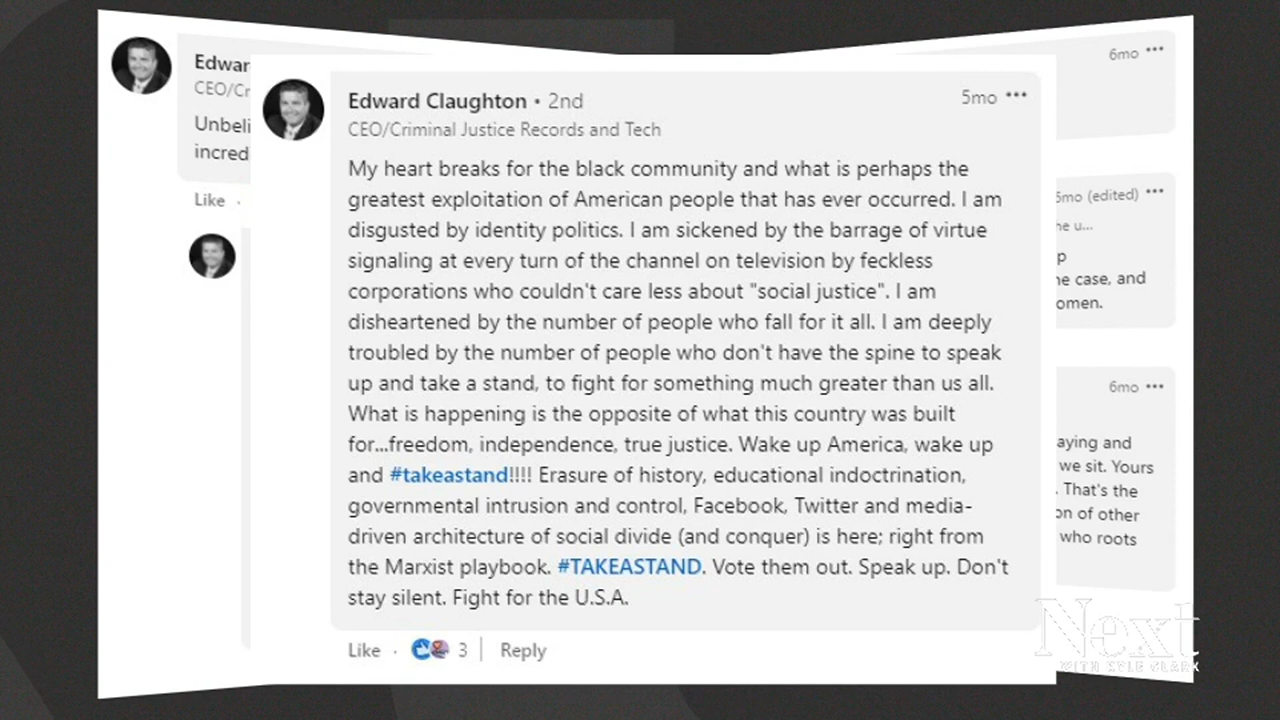 Edwar
CEO/Cr
Unbeli
incred
Like ·
Edward Claughton • 2nd
5mo •••
CEO/Criminal Justice Records and Tech
My heart breaks for the black community and what is perhaps the
greatest exploitation of American people that has ever occurred. I am
disgusted by identity politics. I am sickened by the barrage of virtue
signaling at every turn of the channel on television by feckless
corporations who couldn't care less about "social justice". I am
disheartened by the number of people who fall for it all. I am deeply
troubled by the number of people who don't have the spine to speak
up and take a stand, to fight for something much greater than us all.
What is happening is the opposite of what this country was built
for...freedom, independence, true justice. Wake up America, wake up
and #takeastand!!!! Erasure of history, educational indoctrination,
governmental intrusion and control, Facebook, Twitter and media-
driven architecture of social divide (and conquer) is here; right from
the Marxist playbook. #TAKEASTAND. Vote them out. Speak up. Don't
stay silent. Fight for the U.S.A.
Like · 3 | Reply
6mo •••
6mo (edited) •••
he u...
p
he case, and
omen.
6mo •••
aying and
we sit. Yours
. That's the
on of other
who roots
Next
WITH KYLE CLARK